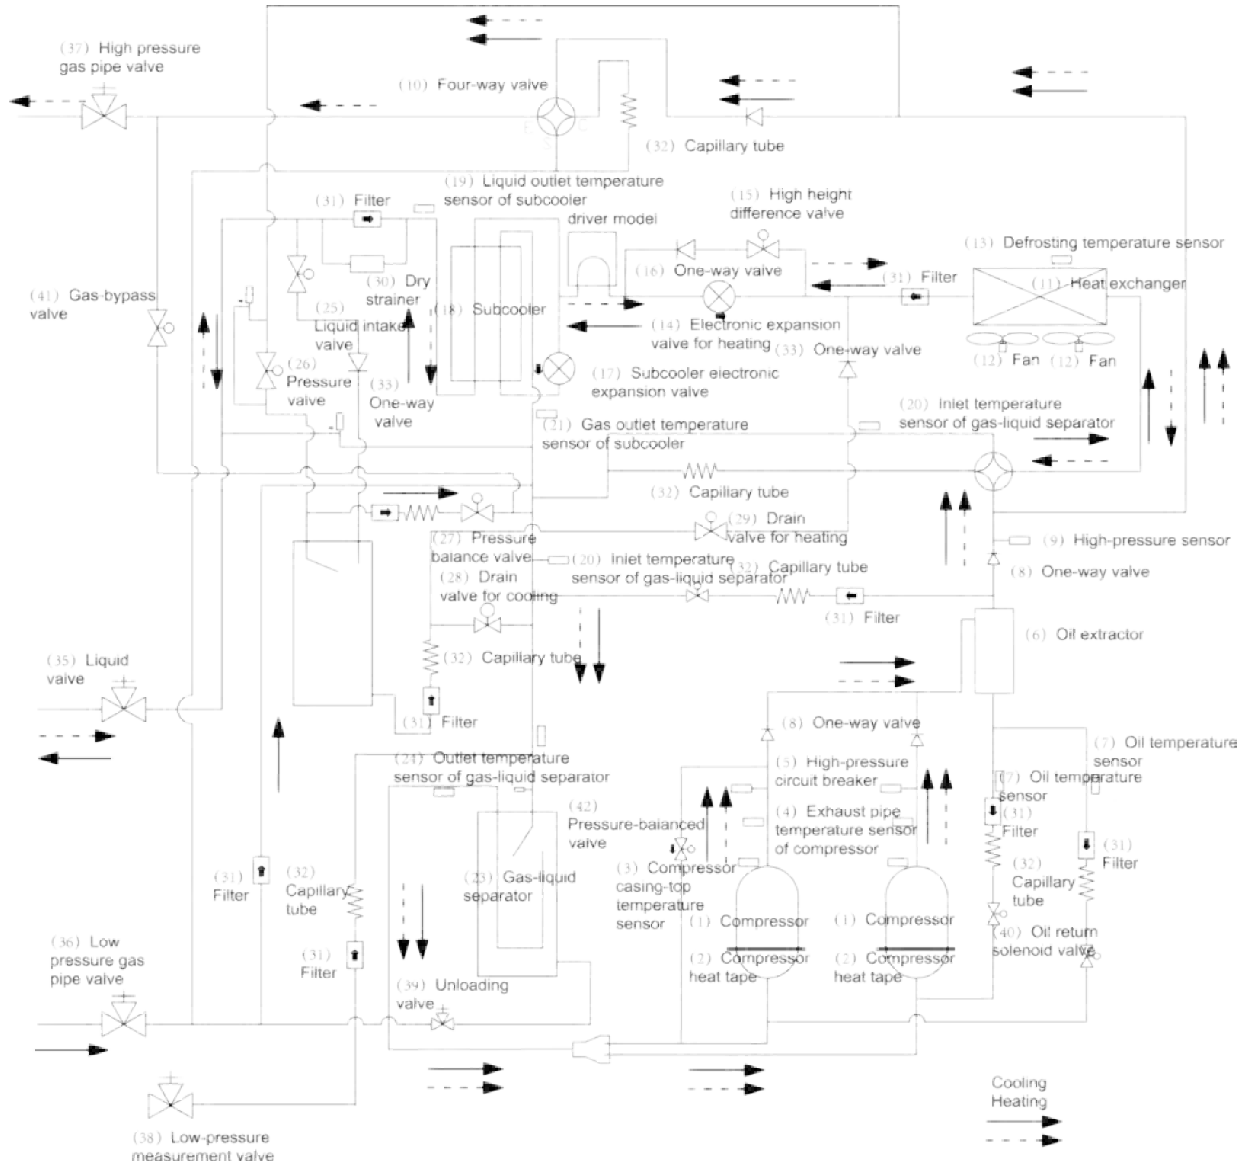 (37) High pressure
gas pipe valve
(10) Four-way valve
(32) Capillary tube
(19) Liquid outlet temperature
sensor of subcooler
(15) High height
difference valve
(31) Filter
driver model
(13) Defrosting temperature sensor
(16) One-way valve
(31) Filter
(11) Heat exchanger
(30) Dry
strainer
(41) Gas-bypass
valve
(25)
Liquid intake
valve
(18) Subcooler
(14) Electronic expansion
valve for heating
(33) One-way valve
(12) Fan
(12) Fan
(26)
Pressure
valve
(33)
One-way
valve
(17) Subcooler electronic
expansion valve
(20) Inlet temperature
sensor of gas-liquid separator
(21) Gas outlet temperature
sensor of subcooler
(32) Capillary tube
(29) Drain
valve for heating
(27) Pressure
balance valve
(9) High-pressure sensor
(20) Inlet temperature
sensor of gas-liquid separator
(32) Capillary tube
(8) One-way valve
(28) Drain
valve for cooling
(31) Filter
(6) Oil extractor
(35) Liquid
valve
(32) Capillary tube
(31) Filter
(8) One-way valve
(24) Outlet temperature
sensor of gas-liquid separator
(5) High-pressure
circuit breaker
(7) Oil temperature
sensor
(7) Oil temperature
sensor
(42)
Pressure-balanced
valve
(4) Exhaust pipe
temperature sensor
of compressor
(31)
Filter
(31)
Filter
(31)
Filter
(32)
Capillary
tube
(23) Gas-liquid
separator
(3) Compressor
casing-top
temperature
sensor
(32)
Capillary
tube
(1) Compressor
(1) Compressor
(40) Oil return
solenoid valve
(36) Low
pressure gas
pipe valve
(31)
Filter
(2) Compressor
heat tape
(2) Compressor
heat tape
(39) Unloading
valve
Cooling
Heating
(38) Low-pressure
measurement valve